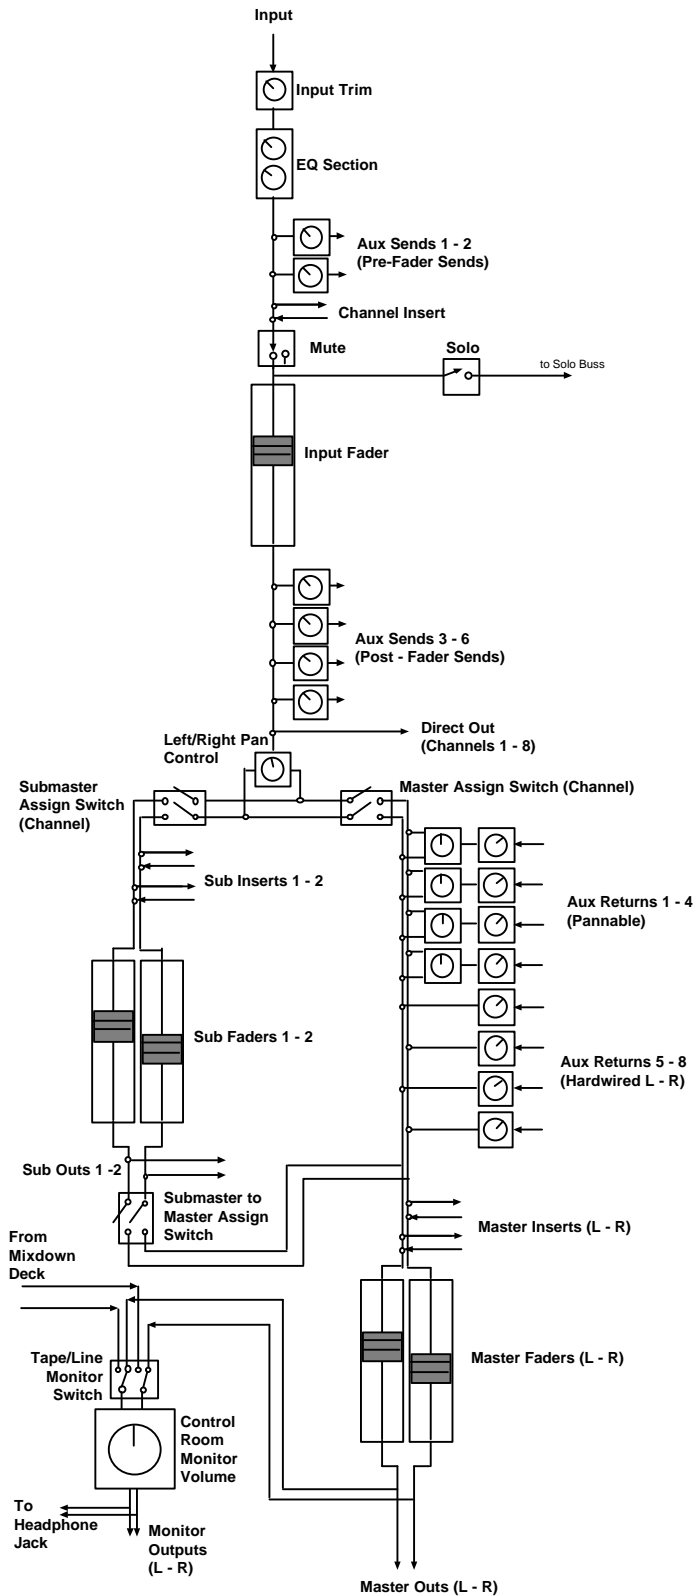 Input
Input Trim
EQ Section
Aux Sends 1 - 2
(Pre-Fader Sends)
Channel Insert
Mute
Solo
to Solo Buss
Input Fader
Aux Sends 3 - 6
(Post - Fader Sends)
Direct Out
(Channels 1 - 8)
Left/Right Pan
Control
Submaster
Assign Switch
(Channel)
Master Assign Switch (Channel)
Sub Inserts 1 - 2
Aux Returns 1 - 4
(Pannable)
Sub Faders 1 - 2
Aux Returns 5 - 8
(Hardwired L - R)
Sub Outs 1 -2
Submaster to
Master Assign
Switch
Master Inserts (L - R)
From
Mixdown
Deck
Tape/Line
Monitor
Switch
Master Faders (L - R)
Control
Room
Monitor
Volume
To
Headphone
Jack
Monitor
Outputs
(L - R)
Master Outs (L - R)